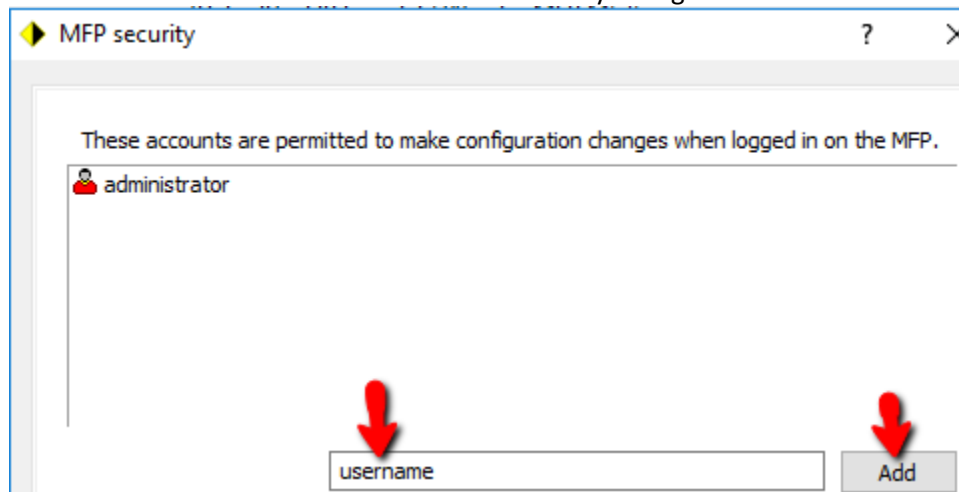 MFP security
These accounts are permitted to make configuration changes when logged in on the MFP.
administrator
username
Add